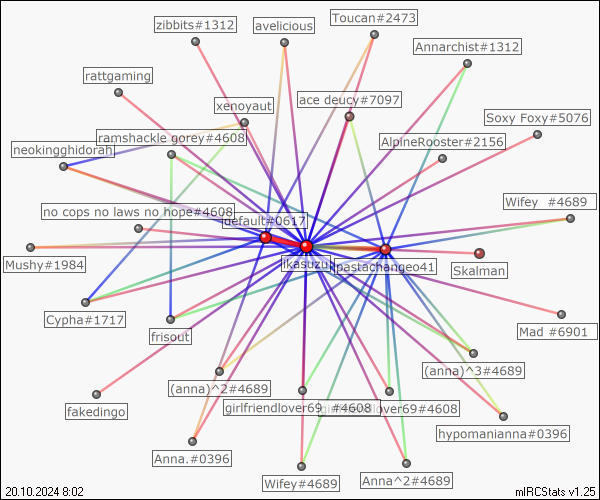 zibbits#1312
avelicious
Toucan#2473
Annarchist#1312
rattgaming
xenoyaut
ace deucy#7097
Soxy Foxy#5076
neokingghidorah
ramshackle gorey#4608
AlpineRooster#2156
no cops no laws no hope#4608
default#0617
Wifey #4689
Mushy#1984
ikasuzu
pastachangeo41
Skalman
Cypha#1717
frisout
Mad #6901
(anna)^2#4689
(anna)^3#4689
fakedingo
girlfriendlover69 #4608
girlfriendlover69#4608
hypomanianna#0396
Anna.#0396
Wifey#4689
Anna^2#4689
20.10.2024 8:02
mIRCStats v1.25